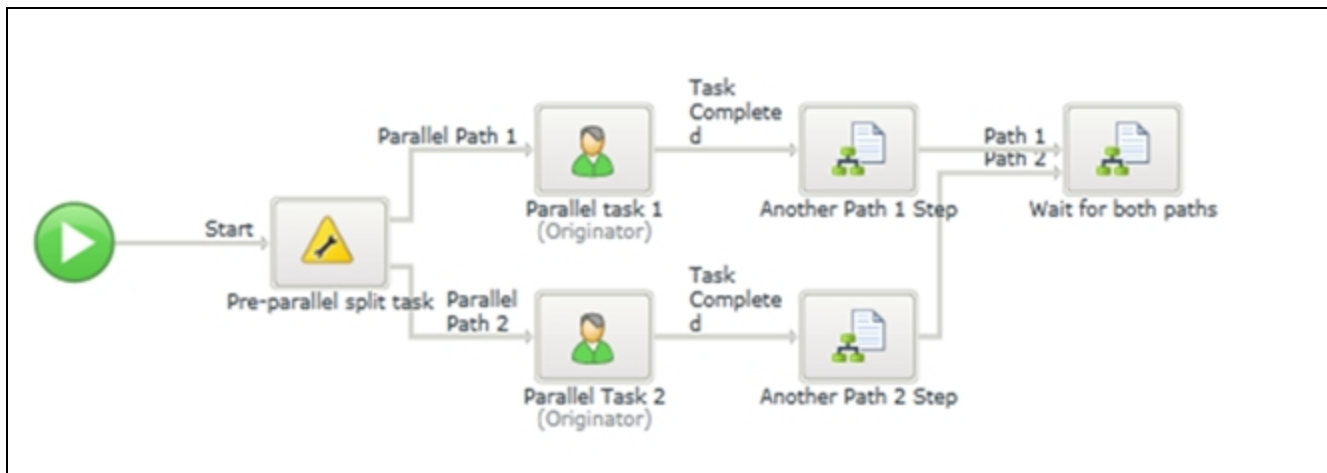 Start
Pre-parallel split task
Parallel Path 1
Parallel task 1
(Originator)
Task
Complete
d
Another Path 1 Step
Path 1
Path 2
Wait for both paths
Parallel
Path 2
Parallel Task 2
(Originator)
Task
Complete
d
Another Path 2 Step